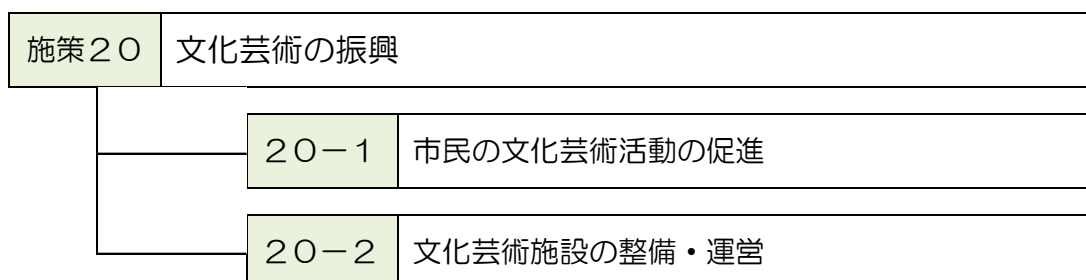 施策２０ 文化芸術の振興
２０－１ 市民の文化芸術活動の促進
２０－２ 文化芸術施設の整備・運営